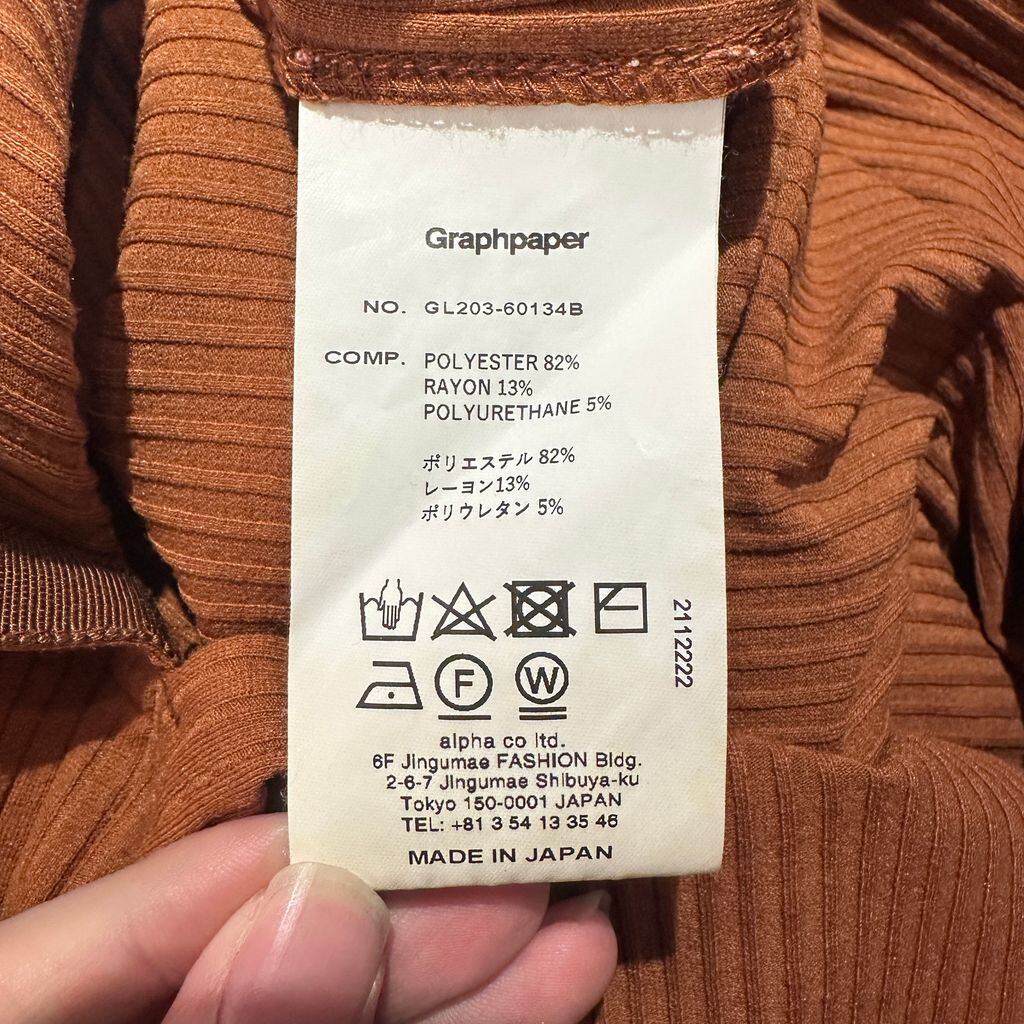 Graphpaper
NO. GL203-60134B
COMP. POLYESTER 82%
RAYON 13%
POLYURETHANE 5%
ポリエステル 82%
レーヨン13%
ポリウレタン 5%
2112222
F W
alpha co ltd.
6F Jingumae FASHION Bldg.
2-6-7 Jingumae Shibuya-ku
Tokyo 150-0001 JAPAN
TEL: +81 3 54 13 35 46
MADE IN JAPAN